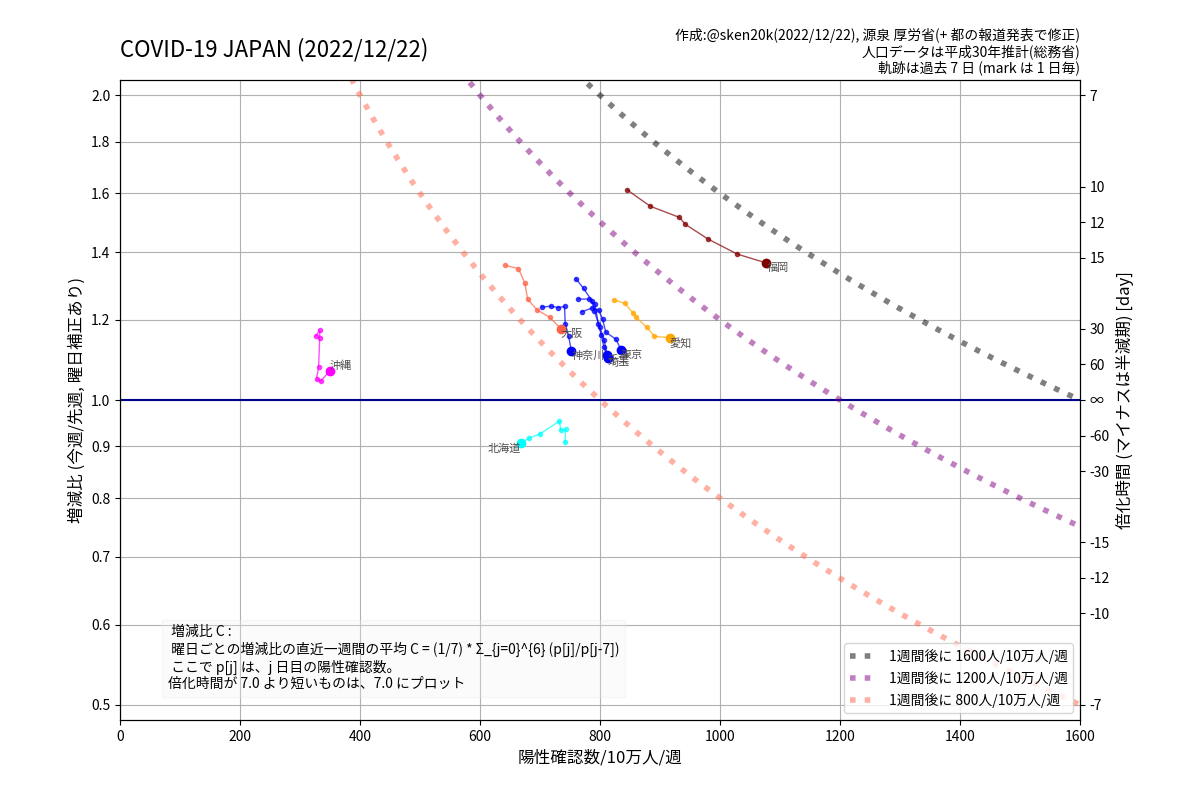 COVID-19 JAPAN (2022/12/22)
作成:@sken20k(2022/12/22), 源泉 厚労省(+ 都の報道発表で修正)
人口データは平成30年推計(総務省)
軌跡は過去 7 日 (mark は 1 日毎)
増減比 (今週/先週, 曜日補正あり)
2.0
1.8
1.6
1.4
1.2
1.0
0.9
0.8
0.7
0.6
0.5
福岡
大阪
愛知
神奈川
東京
埼玉
沖縄
北海道
7
10
12
15
30
60
∞
-60
-30
-15
-12
-10
-7
倍化時間 (マイナスは半減期) [day]
増減比 C :
曜日ごとの増減比の直近一週間の平均 C = (1/7) * Σ_{j=0}^{6} (p[j]/p[j-7])
ここで p[j] は、j 日目の陽性確認数。
倍化時間が 7.0 より短いものは、7.0 にプロット
1週間後に 1600人/10万人/週
1週間後に 1200人/10万人/週
1週間後に 800人/10万人/週
0
200
400
600
800
1000
1200
1400
1600
陽性確認数/10万人/週